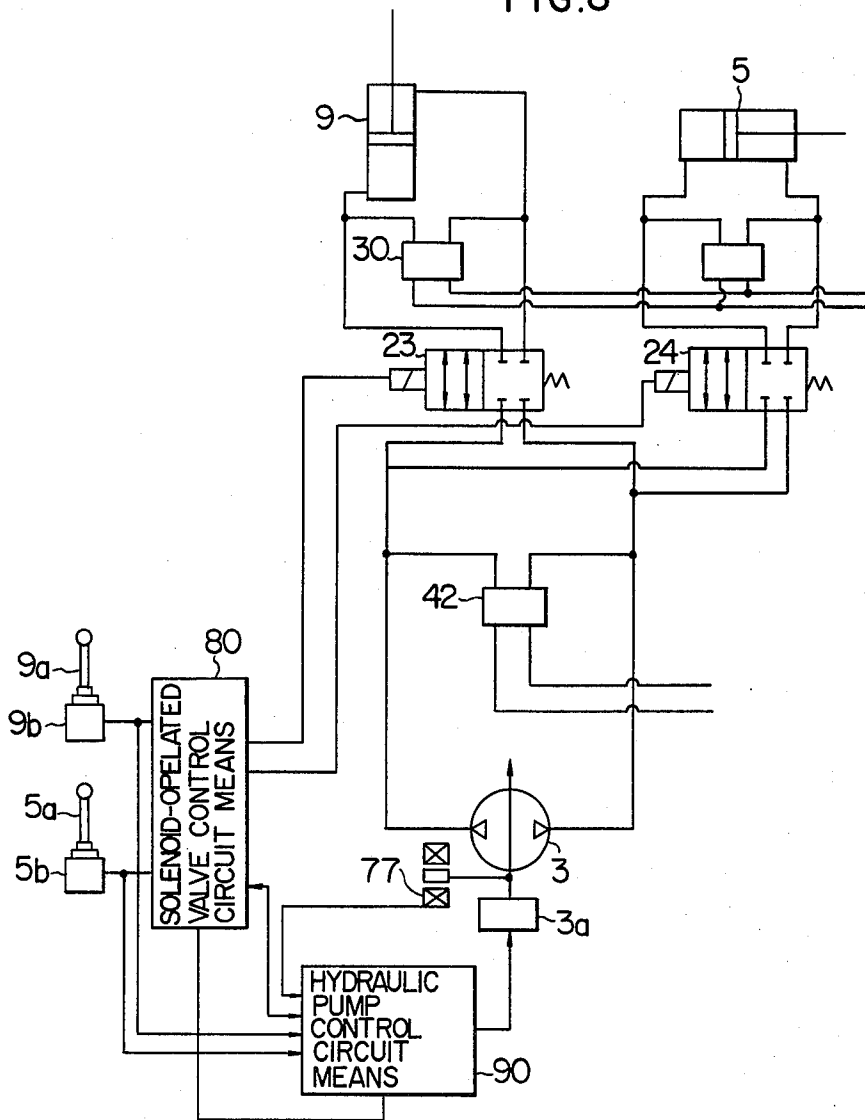 FIG.8
5
9
30
23
24
42
80
9a
9b
5a
5b
SOLENOID-OPELATED
VALVE CONTROL
CIRCUIT MEANS
77
3
3a
HYDRAULIC
PUMP
CONTROL
CIRCUIT
MEANS
90